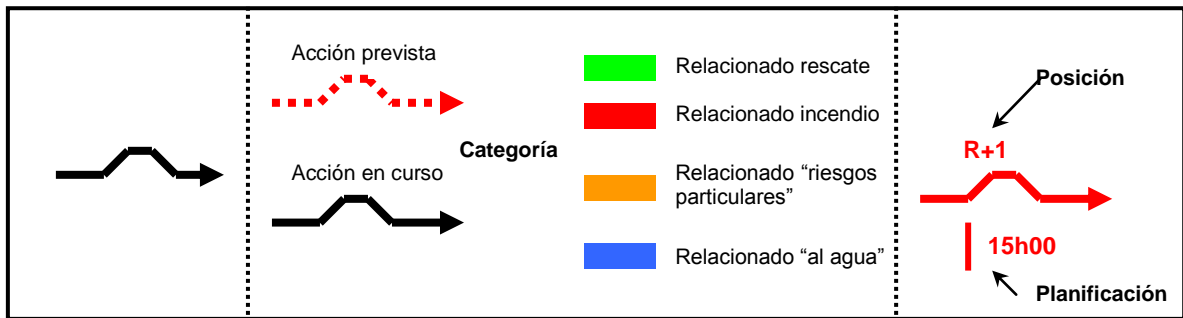 Acción prevista
Acción en curso
Categoría
Relacionado rescate
Relacionado incendio
Relacionado “riesgos
particulares”
Relacionado “al agua”
Posición
R+1
15h00
Planificación